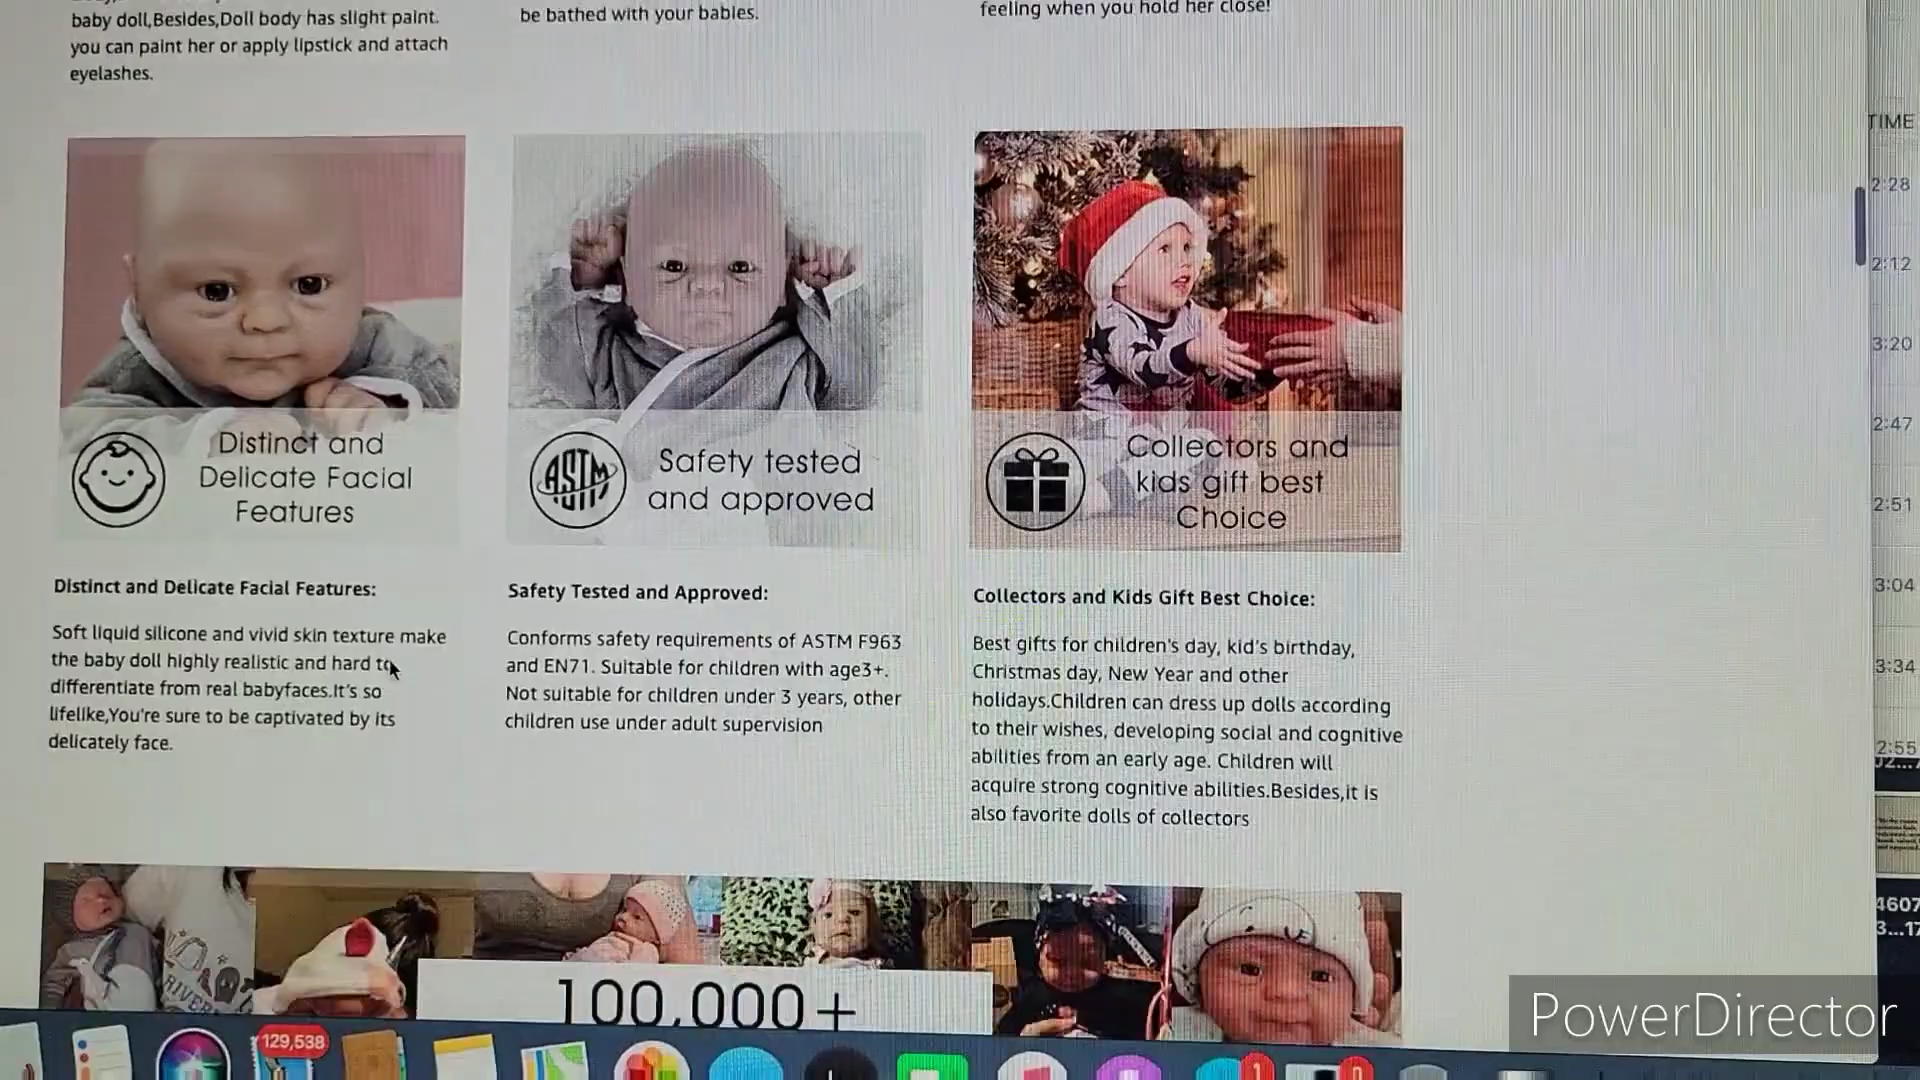 baby doll,Besides,Doll body has slight paint.
you can paint her or apply lipstick and attach
eyelashes.
be bathed with your babies.
feeling when you hold her close!
Distinct and
Delicate Facial
Features
ASTM
Safety tested
and approved
Collectors and
kids gift best
Choice
Distinct and Delicate Facial Features:
Soft liquid silicone and vivid skin texture make
the baby doll highly realistic and hard to
differentiate from real babyfaces.It's so
lifelike,You're sure to be captivated by its
delicately face.
Safety Tested and Approved:
Conforms safety requirements of ASTM F963
and EN71. Suitable for children with age3+.
Not suitable for children under 3 years, other
children use under adult supervision
Collectors and Kids Gift Best Choice:
Best gifts for children's day, kid's birthday,
Christmas day, New Year and other
holidays.Children can dress up dolls according
to their wishes, developing social and cognitive
abilities from an early age. Children will
acquire strong cognitive abilities.Besides,it is
also favorite dolls of collectors
100,000+
TIME
2:28
2:12
3:20
2:47
2:51
3:04
3:34
2:55
4607
3...17
RIVER
129,538
1
PowerDirector